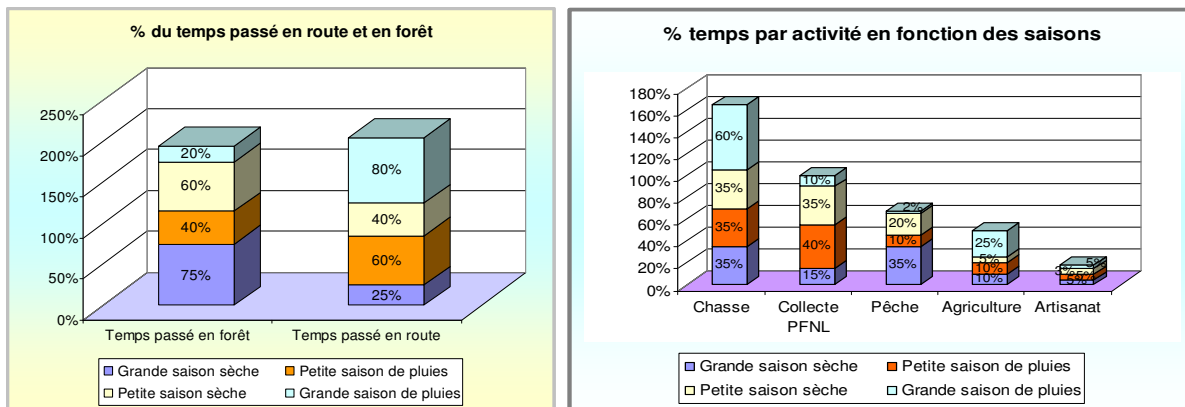 % du temps passé en route et en forêt
250%
200%
150%
100%
50%
0%
20%
60%
40%
75%
80%
40%
60%
25%
Temps passé en forêt
Temps passé en route
Grande saison sèche
Petite saison de pluies
Petite saison sèche
Grande saison de pluies
% temps par activité en fonction des saisons
180%
160%
140%
120%
100%
80%
60%
40%
20%
0%
60%
35%
35%
35%
10%
35%
40%
15%
2%
20%
10%
35%
25%
5%
10%
10%
5%
5%
5%
Chasse
Collecte
PFNL
Pêche
Agriculture
Artisanat
Grande saison sèche
Petite saison de pluies
Petite saison sèche
Grande saison de pluies